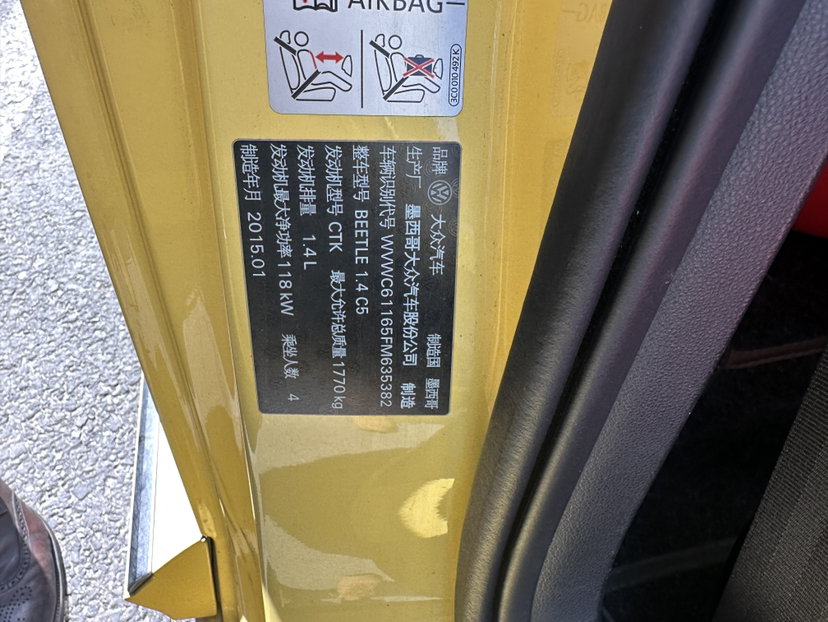 AIRBAG
3C0 010 492 K
品牌 大众汽车 制造国 墨西哥
生产厂 墨西哥大众汽车股份公司 制造
车辆识别代号 WVWC61165FM635382
整车型号 BEETLE 1.4 C5
发动机型号 CTK 最大允许总质量 1770 kg
发动机排量 1.4 L
发动机最大净功率 118 kW 乘坐人数 4
制造年月 2015.01